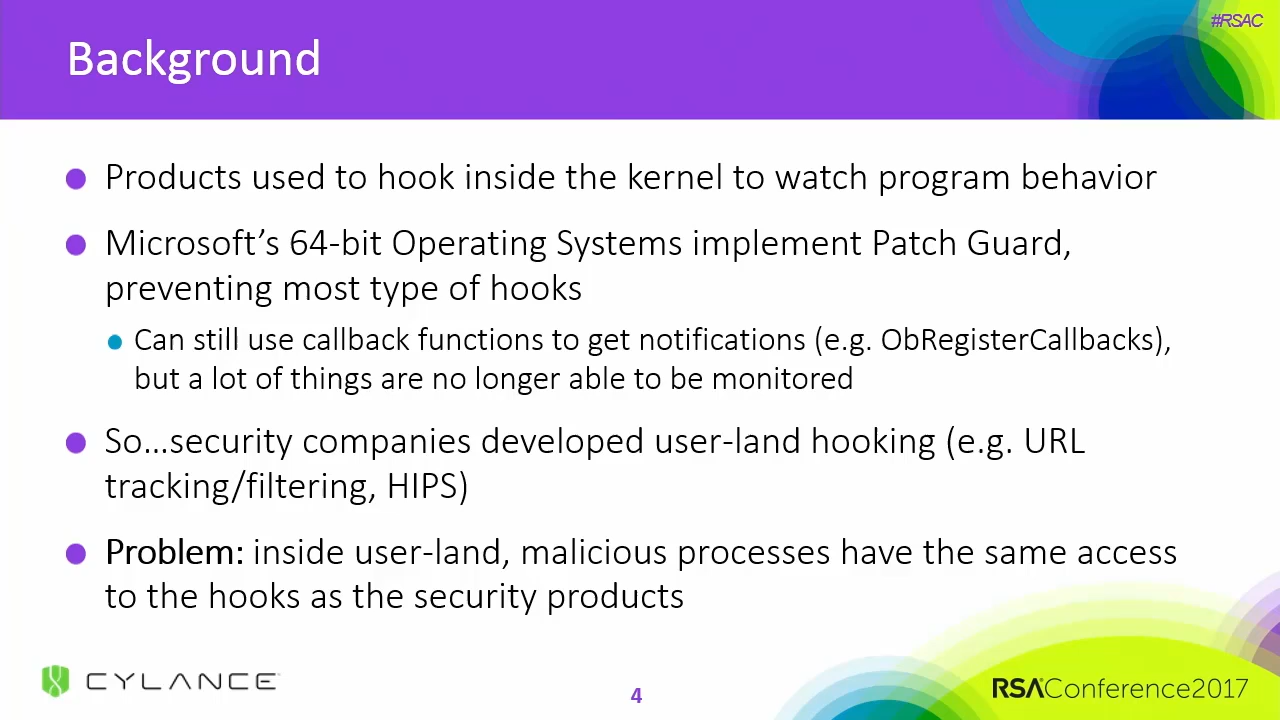 #RSAC
Background
Products used to hook inside the kernel to watch program behavior
Microsoft’s 64-bit Operating Systems implement Patch Guard,
preventing most type of hooks
Can still use callback functions to get notifications (e.g. ObRegisterCallbacks),
but a lot of things are no longer able to be monitored
So…security companies developed user-land hooking (e.g. URL
tracking/filtering, HIPS)
Problem: inside user-land, malicious processes have the same access
to the hooks as the security products
CYLANCE
4
RSAConference2017